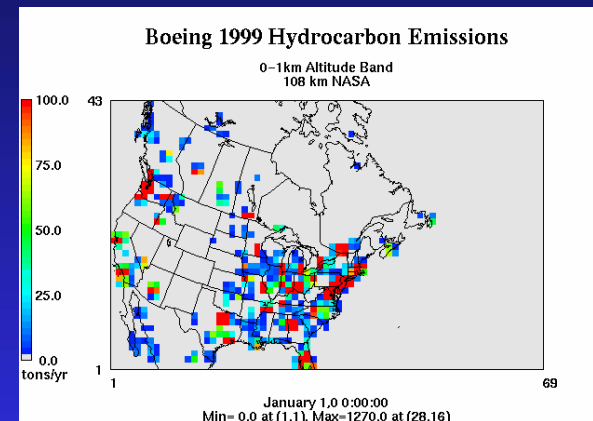 Boeing 1999 Hydrocarbon Emissions
0-1km Altitude Band
108 km NASA
100.0
75.0
50.0
25.0
0.0
tons/yr
43
1
1
69
January 1,0 0:00:00
Min= 0.0 at (1,1), Max=1270.0 at (28,16)